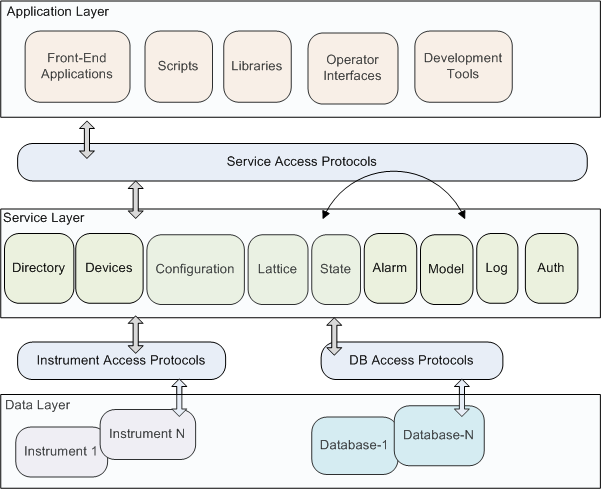 Application Layer
Front-End
Applications
Scripts
Libraries
Operator
Interfaces
Development
Tools
Service Access Protocols
Service Layer
Directory
Devices
Configuration
Lattice
State
Alarm
Model
Log
Auth
Instrument Access Protocols
DB Access Protocols
Data Layer
Instrument 1
Instrument N
Database-1
Database-N